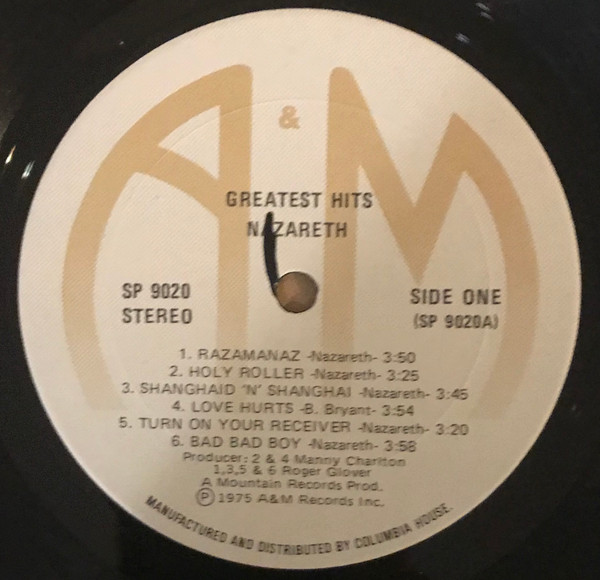 A & M
GREATEST HITS
NAZARETH
SP 9020
STEREO
SIDE ONE
(SP 9020A)
1. RAZAMANAZ -Nazareth- 3:50
2. HOLY ROLLER -Nazareth- 3:25
3. SHANGHAID 'N' SHANGHAI -Nazareth- 3:45
4. LOVE HURTS -B. Bryant- 3:54
5. TURN ON YOUR RECEIVER -Nazareth- 3:20
6. BAD BAD BOY -Nazareth- 3:58
Producer: 2 & 4 Manny Charlton
1,3,5 & 6 Roger Glover
A Mountain Records Prod.
℗ 1975 A&M Records Inc.
MANUFACTURED AND DISTRIBUTED BY COLUMBIA HOUSE.